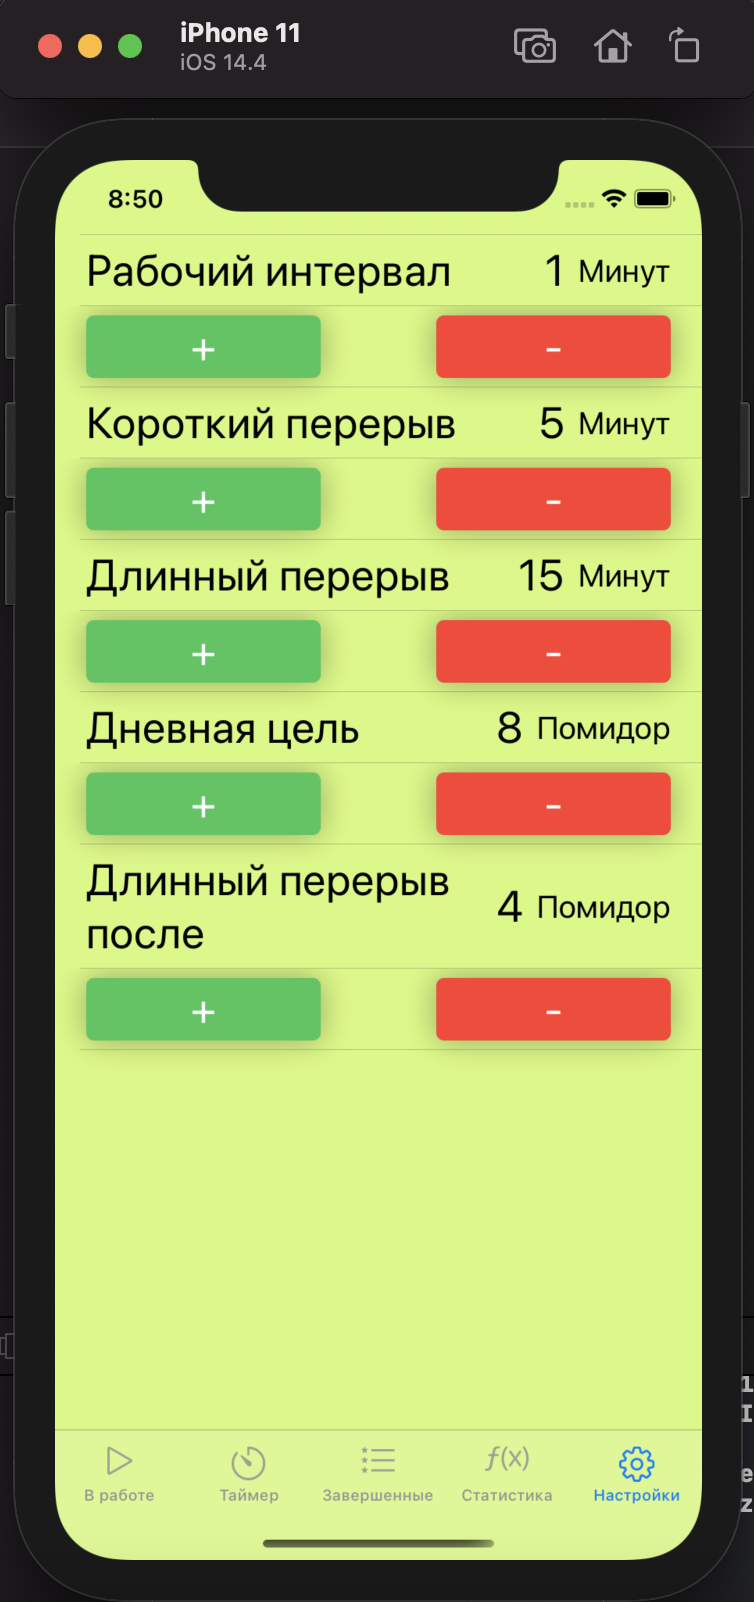 iPhone 11
iOS 14.4
8:50
Рабочий интервал 1 Минут
+ -
Короткий перерыв 5 Минут
+ -
Длинный перерыв 15 Минут
+ -
Дневная цель 8 Помидор
+ -
Длинный перерыв
после 4 Помидор
+ -
f(x)
В работе Таймер Завершенные Статистика Настройки